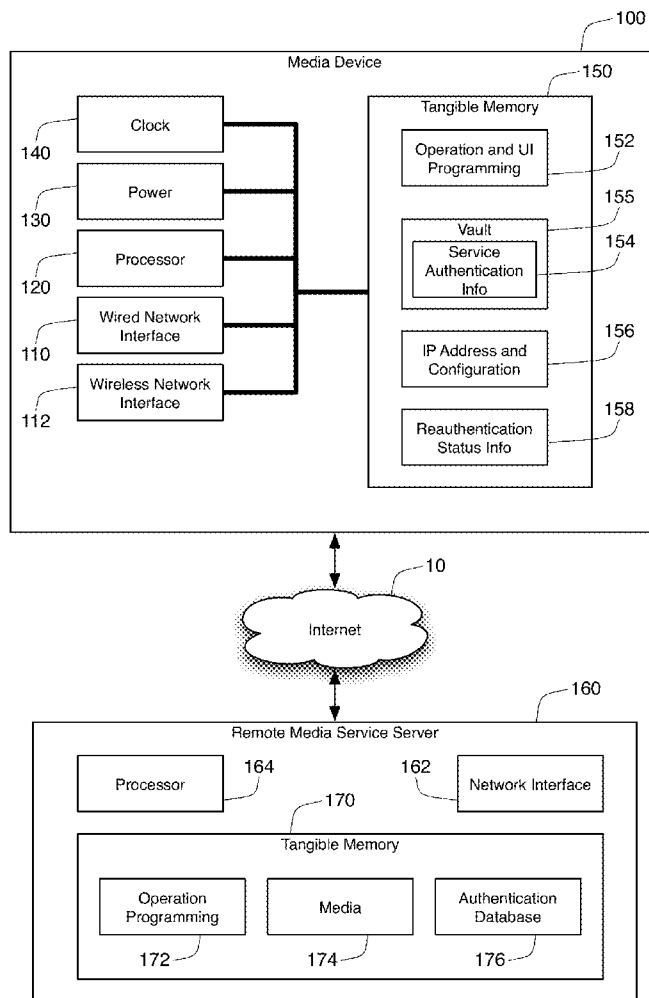 100
Media Device
150
Clock
140
Tangible Memory
Operation and UI
Programming
152
Power
130
155
Vault
Service
Authentication
Info
154
Processor
120
Wired Network
Interface
110
IP Address and
Configuration
156
Wireless Network
Interface
112
Reauthentication
Status Info
158
10
Internet
160
Remote Media Service Server
Processor
164
162
Network Interface
170
Tangible Memory
Operation
Programming
172
Media
174
Authentication
Database
176